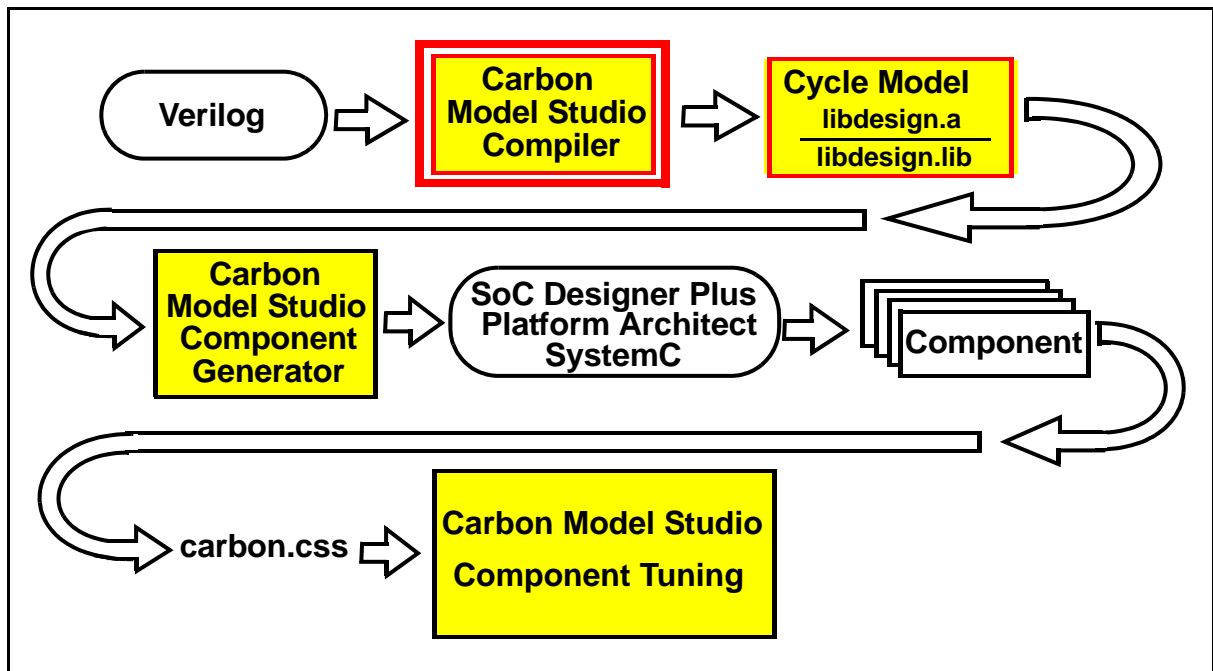 Verilog
Carbon
Model Studio
Compiler
Cycle Model
libdesign.a
libdesign.lib
Carbon
Model Studio
Component
Generator
SoC Designer Plus
Platform Architect
SystemC
Component
carbon.css
Carbon Model Studio
Component Tuning